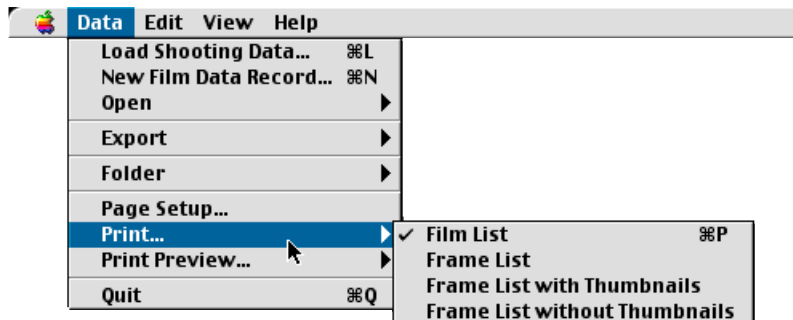 Data Edit View Help
Load Shooting Data... ⌘L
New Film Data Record... ⌘N
Open
Export
Folder
Page Setup...
Print...
Print Preview...
Quit ⌘Q
✓ Film List ⌘P
Frame List
Frame List with Thumbnails
Frame List without Thumbnails